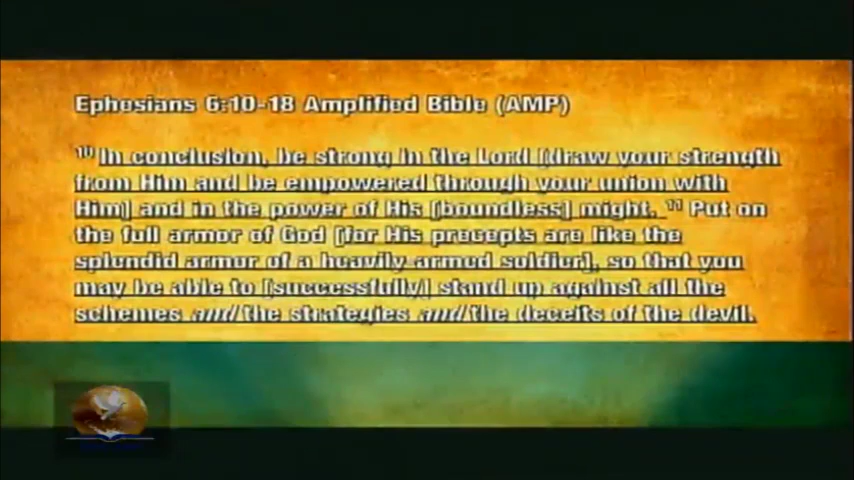 Ephesians 6:10-18 Amplified Bible (AMP)
10 In conclusion, be strong in the Lord [draw your strength
from Him and be empowered through your union with
Him] and in the power of His [boundless] might. 11 Put on
the full armor of God [for His precepts are like the
splendid armor of a heavily-armed soldier], so that you
may be able to [successfully] stand up against all the
schemes and the strategies and the deceits of the devil.